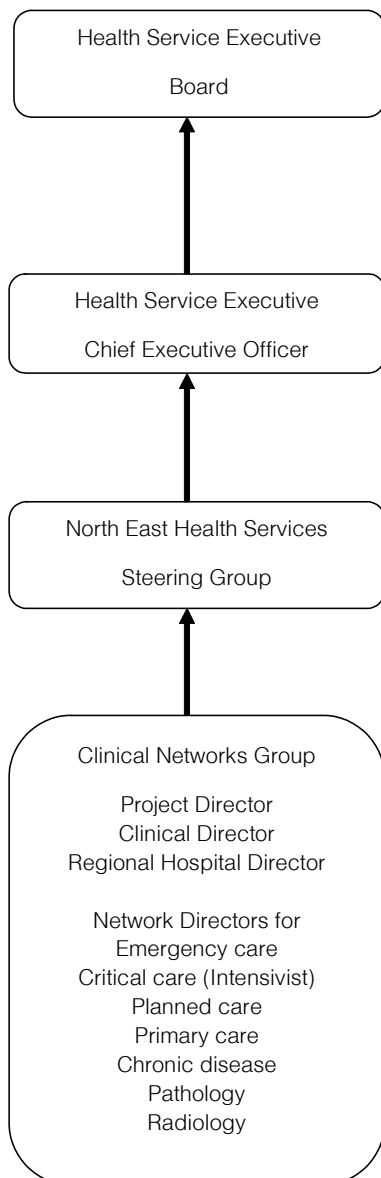 Health Service Executive
Board
Health Service Executive
Chief Executive Officer
North East Health Services
Steering Group
Clinical Networks Group
Project Director
Clinical Director
Regional Hospital Director
Network Directors for
Emergency care
Critical care (Intensivist)
Planned care
Primary care
Chronic disease
Pathology
Radiology